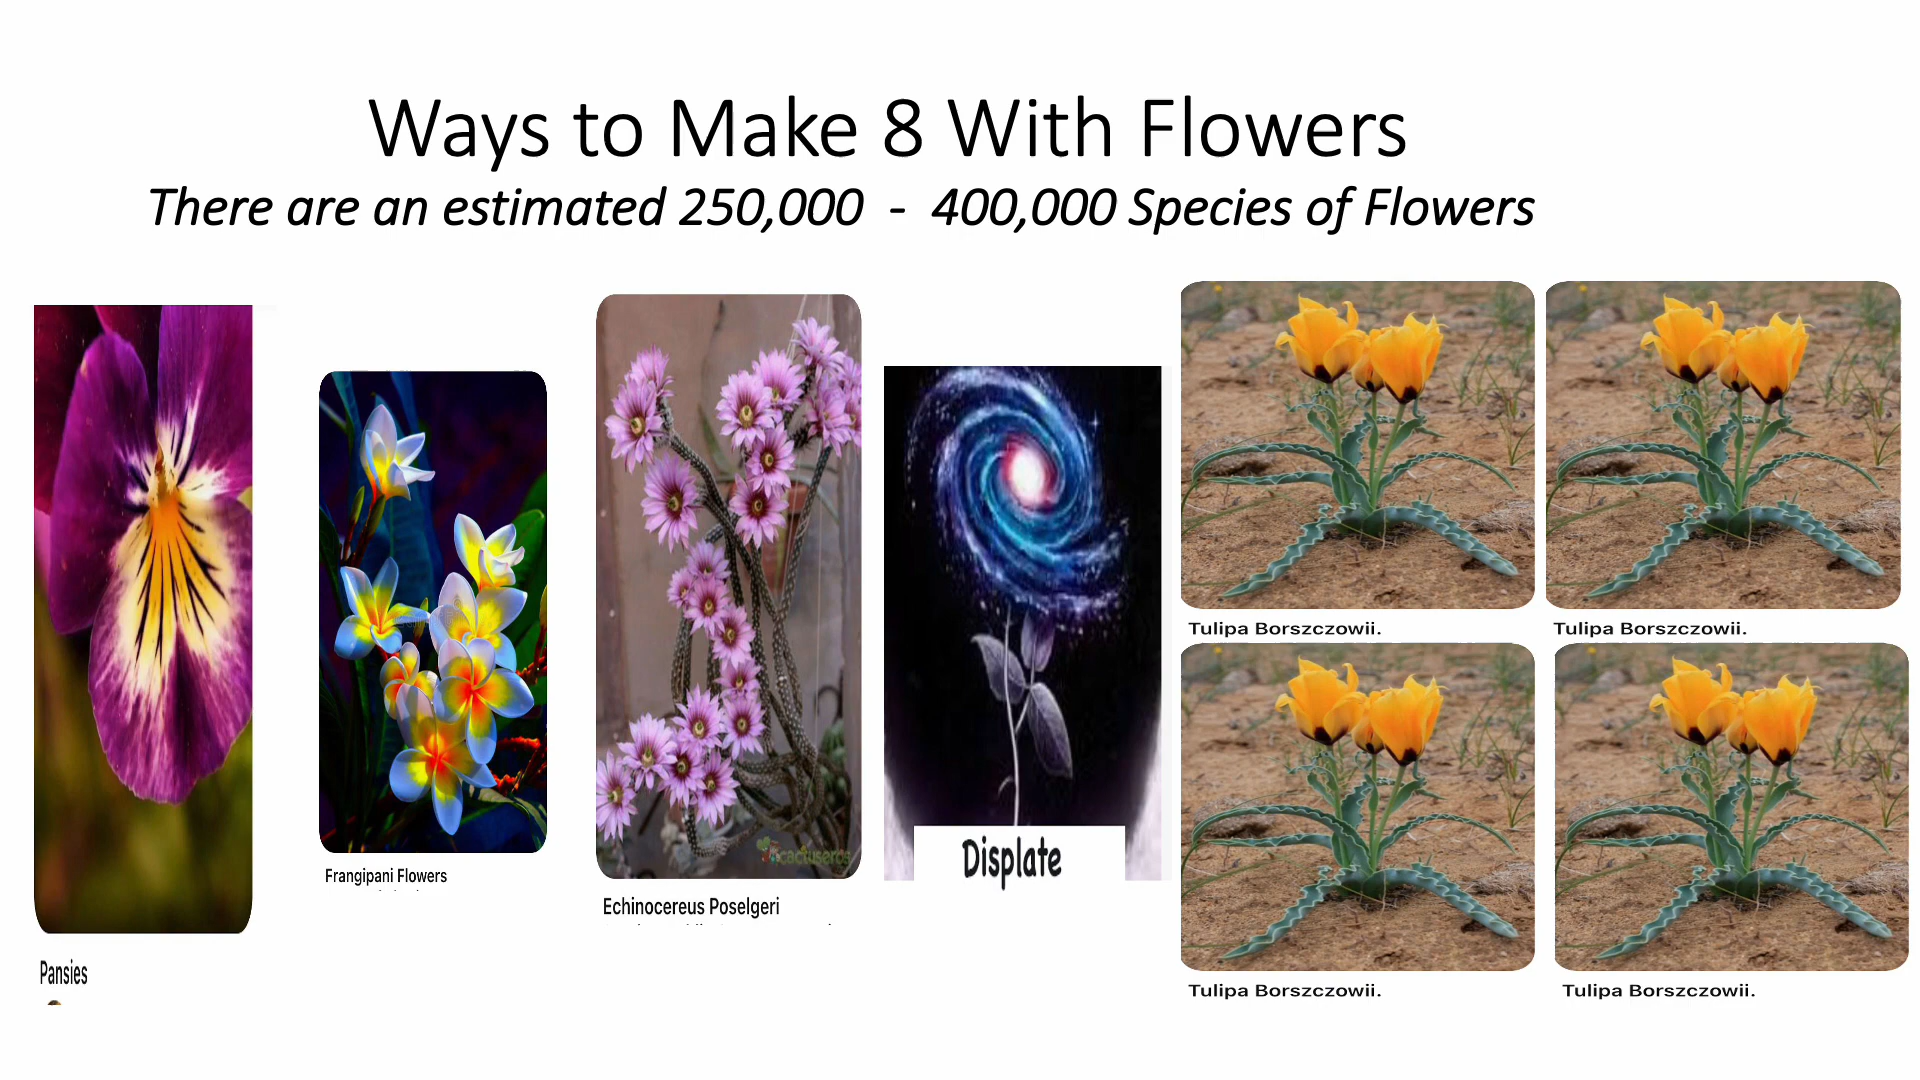 Ways to Make 8 With Flowers
There are an estimated 250,000 - 400,000 Species of Flowers
Pansies
Frangipani Flowers
cactuseros
Echinocereus Poselgeri
Displate
Tulipa Borszczowii.
Tulipa Borszczowii.
Tulipa Borszczowii.
Tulipa Borszczowii.